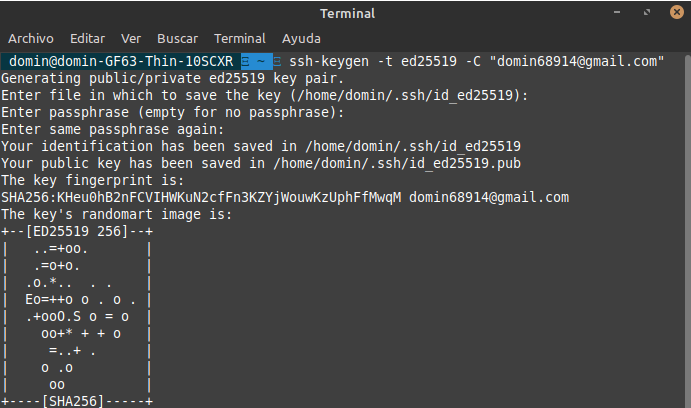 Terminal
Archivo Editar Ver Buscar Terminal Ayuda
domin@domin-GF63-Thin-10SCXR Ξ ~ Ξ ssh-keygen -t ed25519 -C "domin68914@gmail.com"
Generating public/private ed25519 key pair.
Enter file in which to save the key (/home/domin/.ssh/id_ed25519):
Enter passphrase (empty for no passphrase):
Enter same passphrase again:
Your identification has been saved in /home/domin/.ssh/id_ed25519
Your public key has been saved in /home/domin/.ssh/id_ed25519.pub
The key fingerprint is:
SHA256:KHeu0hB2nFCVIHWKuN2cfFn3KZYjWouwKzUphFfMwqM domin68914@gmail.com
The key's randomart image is:
+--[ED25519 256]--+
|   ..=+oo.       |
|   .=o+o.        |
|  .o.*..  . .    |
|  Eo=++o o . o . |
|  .+ooO.S o = o  |
|    oo+* + + o   |
|     =..+ .      |
|    o .o         |
|     oo          |
+----[SHA256]-----+